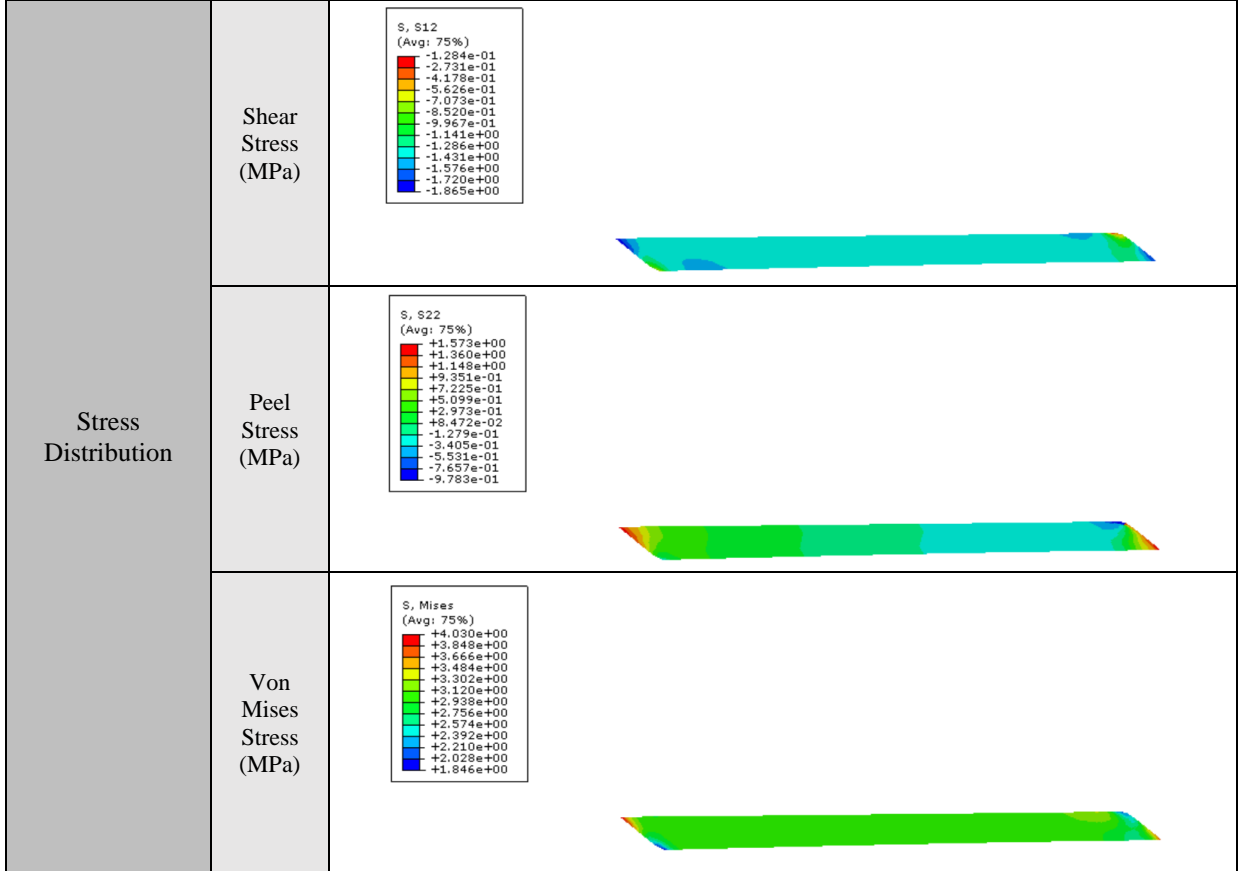 Stress
Distribution
Shear
Stress
(MPa)
S, S12
(Avg: 75%)
-1.284e-01
-2.731e-01
-4.178e-01
-5.626e-01
-7.073e-01
-8.520e-01
-9.967e-01
-1.141e+00
-1.286e+00
-1.431e+00
-1.576e+00
-1.720e+00
-1.865e+00
Peel
Stress
(MPa)
S, S22
(Avg: 75%)
+1.573e+00
+1.360e+00
+1.148e+00
+9.351e-01
+7.225e-01
+5.099e-01
+2.973e-01
+8.472e-02
-1.279e-01
-3.405e-01
-5.531e-01
-7.657e-01
-9.783e-01
Von
Mises
Stress
(MPa)
S, Mises
(Avg: 75%)
+4.030e+00
+3.848e+00
+3.666e+00
+3.484e+00
+3.302e+00
+3.120e+00
+2.938e+00
+2.756e+00
+2.574e+00
+2.392e+00
+2.210e+00
+2.028e+00
+1.846e+00